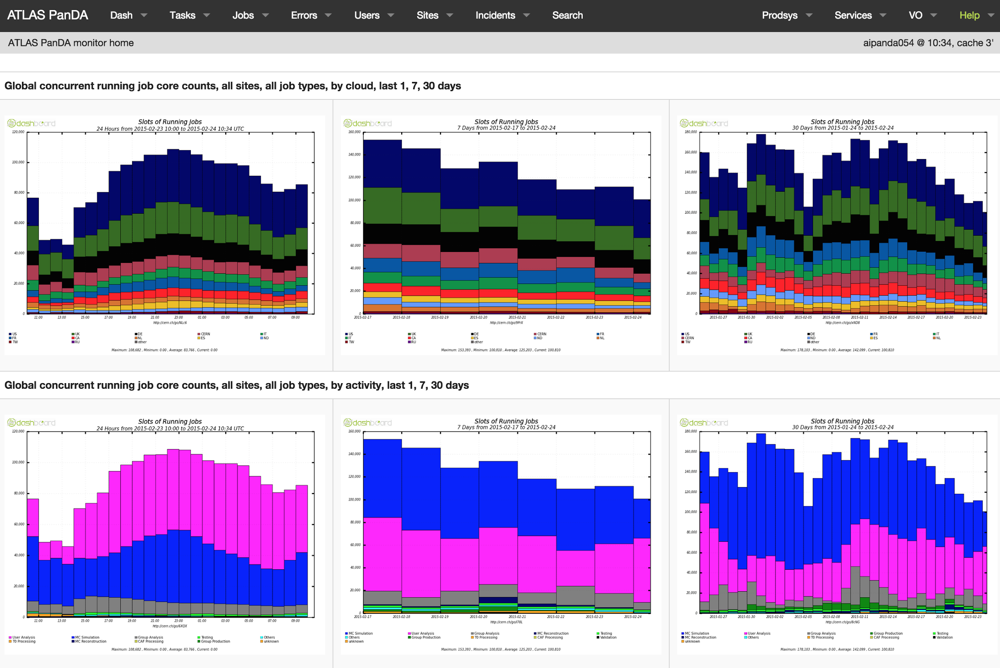 ATLAS PanDA Dash Tasks Jobs Errors Users Sites Incidents Search Prodsys Services VO Help
ATLAS PanDA monitor home aipanda054 @ 10:34, cache 3'
Global concurrent running job core counts, all sites, all job types, by cloud, last 1, 7, 30 days
dashboard
Slots of Running Jobs
24 Hours from 2015-02-23 10:00 to 2015-02-24 10:34 UTC
120,000
100,000
80,000
60,000
40,000
20,000
0
11:00 13:00 15:00 17:00 19:00 21:00 23:00 01:00 03:00 05:00 07:00 09:00
http://cern.ch/go/NLc6
US UK DE CERN IT
FR CA NL ES ND
TW RU other
Maximum: 108,682 , Minimum: 0.00 , Average: 83,766 , Current: 0.00
dashboard
Slots of Running Jobs
7 Days from 2015-02-17 to 2015-02-24
160,000
140,000
120,000
100,000
80,000
60,000
40,000
20,000
0
2015-02-17 2015-02-18 2015-02-19 2015-02-20 2015-02-21 2015-02-22 2015-02-23 2015-02-24
http://cern.ch/go/9PrX
US UK DE CERN FR
IT CA ES ND NL
TW RU other
Maximum: 153,393 , Minimum: 100,810 , Average: 125,203 , Current: 100,810
dashboard
Slots of Running Jobs
30 Days from 2015-01-24 to 2015-02-24
180,000
160,000
140,000
120,000
100,000
80,000
60,000
40,000
20,000
0
2015-01-27 2015-01-30 2015-02-02 2015-02-05 2015-02-08 2015-02-11 2015-02-14 2015-02-17 2015-02-20 2015-02-23
http://cern.ch/go/xND8
US UK DE FR IT
CERN CA ND ES NL
TW RU other
Maximum: 178,103 , Minimum: 0.00 , Average: 142,099 , Current: 100,810
Global concurrent running job core counts, all sites, all job types, by activity, last 1, 7, 30 days
dashboard
Slots of Running Jobs
24 Hours from 2015-02-23 10:00 to 2015-02-24 10:34 UTC
120,000
100,000
80,000
60,000
40,000
20,000
0
11:00 13:00 15:00 17:00 19:00 21:00 23:00 01:00 03:00 05:00 07:00 09:00
http://cern.ch/go/6XQX
User Analysis MC Simulation Group Analysis Testing Others
T0 Processing MC Reconstruction CAF Processing Group Production unknown
Maximum: 108,682 , Minimum: 0.00 , Average: 83,766 , Current: 0.00
dashboard
Slots of Running Jobs
7 Days from 2015-02-17 to 2015-02-24
160,000
140,000
120,000
100,000
80,000
60,000
40,000
20,000
0
2015-02-17 2015-02-18 2015-02-19 2015-02-20 2015-02-21 2015-02-22 2015-02-23 2015-02-24
http://cern.ch/go/l78L
MC Simulation User Analysis Group Analysis MC Reconstruction Testing
Others Group Production T0 Processing CAF Processing Validation
unknown
Maximum: 153,393 , Minimum: 100,810 , Average: 125,203 , Current: 100,810
dashboard
Slots of Running Jobs
30 Days from 2015-01-24 to 2015-02-24
180,000
160,000
140,000
120,000
100,000
80,000
60,000
40,000
20,000
0
2015-01-27 2015-01-30 2015-02-02 2015-02-05 2015-02-08 2015-02-11 2015-02-14 2015-02-17 2015-02-20 2015-02-23
http://cern.ch/go/8cNG
MC Simulation User Analysis Group Analysis Group Production Testing
MC Reconstruction Others T0 Processing CAF Processing Validation
unknown
Maximum: 178,103 , Minimum: 0.00 , Average: 142,099 , Current: 100,810